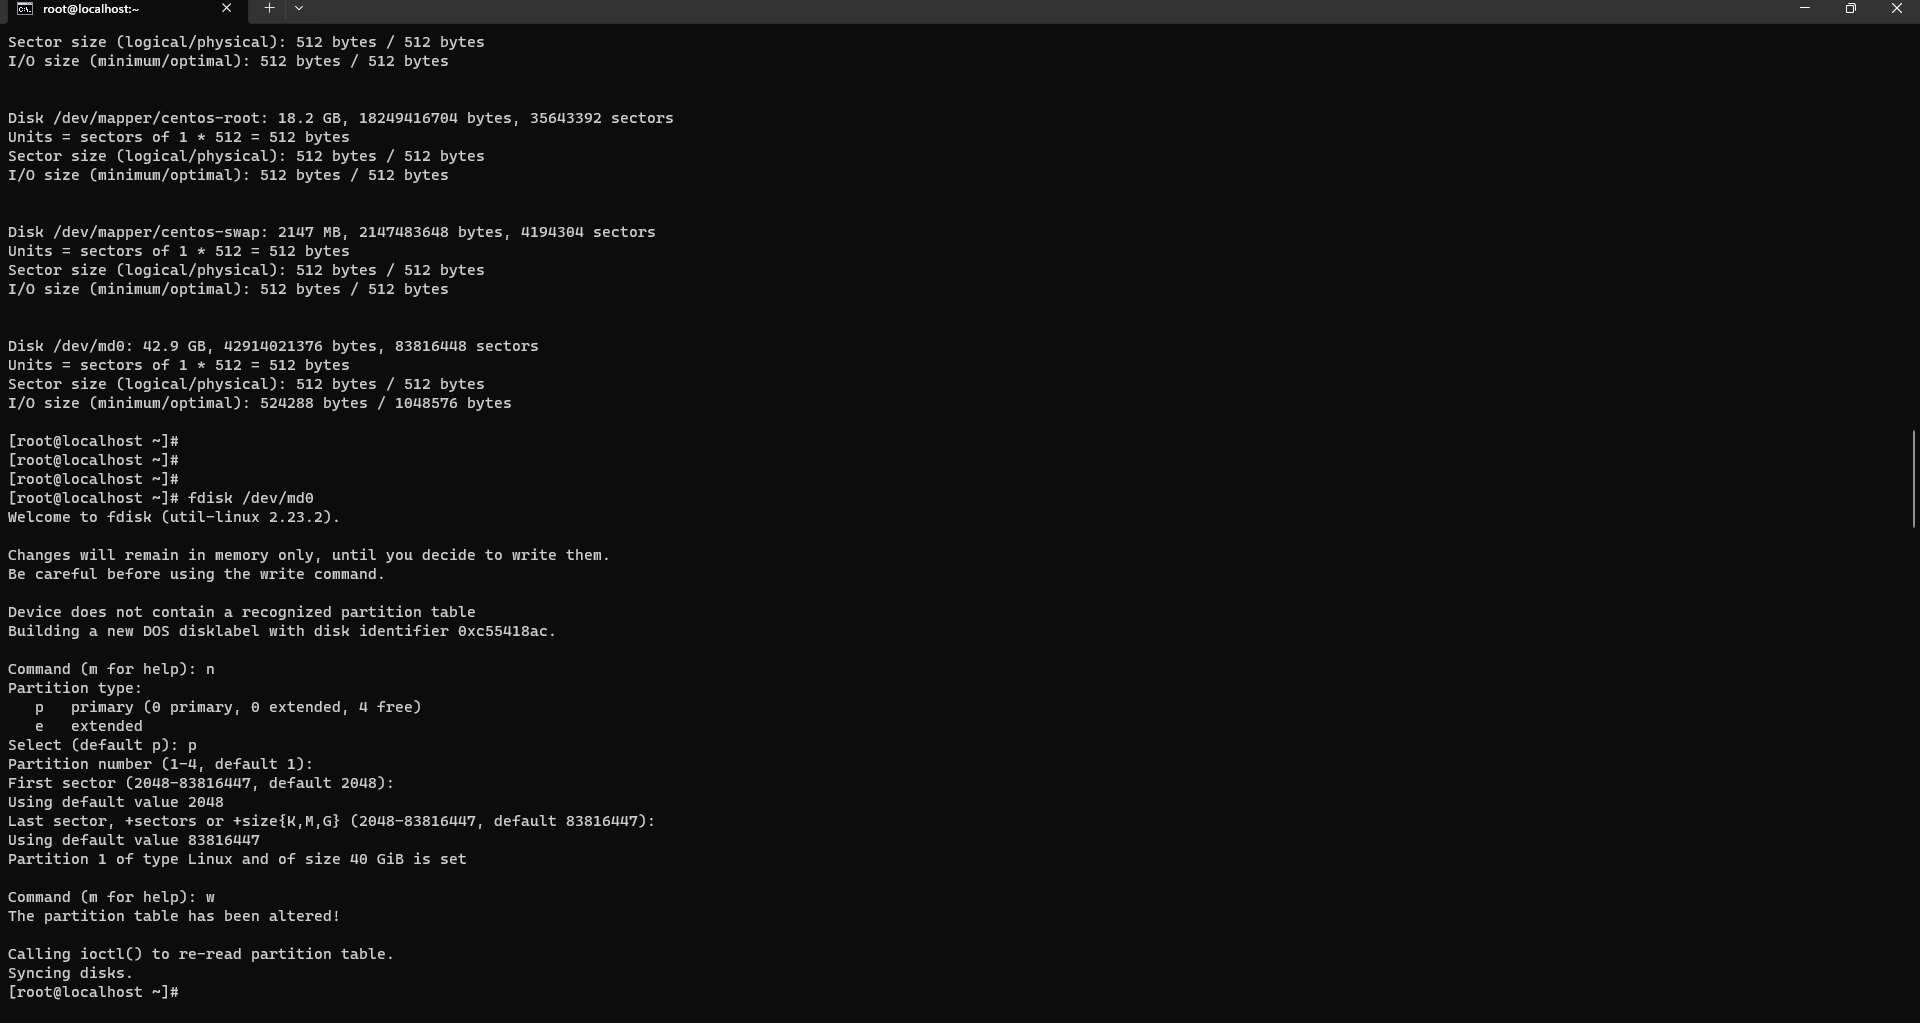 root@localhost:~
Sector size (logical/physical): 512 bytes / 512 bytes
I/O size (minimum/optimal): 512 bytes / 512 bytes
Disk /dev/mapper/centos-root: 18.2 GB, 18249416704 bytes, 35643392 sectors
Units = sectors of 1 * 512 = 512 bytes
Sector size (logical/physical): 512 bytes / 512 bytes
I/O size (minimum/optimal): 512 bytes / 512 bytes
Disk /dev/mapper/centos-swap: 2147 MB, 2147483648 bytes, 4194304 sectors
Units = sectors of 1 * 512 = 512 bytes
Sector size (logical/physical): 512 bytes / 512 bytes
I/O size (minimum/optimal): 512 bytes / 512 bytes
Disk /dev/md0: 42.9 GB, 42914021376 bytes, 83816448 sectors
Units = sectors of 1 * 512 = 512 bytes
Sector size (logical/physical): 512 bytes / 512 bytes
I/O size (minimum/optimal): 524288 bytes / 1048576 bytes
[root@localhost ~]#
[root@localhost ~]#
[root@localhost ~]#
[root@localhost ~]# fdisk /dev/md0
Welcome to fdisk (util-linux 2.23.2).
Changes will remain in memory only, until you decide to write them.
Be careful before using the write command.
Device does not contain a recognized partition table
Building a new DOS disklabel with disk identifier 0xc55418ac.
Command (m for help): n
Partition type:
   p   primary (0 primary, 0 extended, 4 free)
   e   extended
Select (default p): p
Partition number (1-4, default 1):
First sector (2048-83816447, default 2048):
Using default value 2048
Last sector, +sectors or +size{K,M,G} (2048-83816447, default 83816447):
Using default value 83816447
Partition 1 of type Linux and of size 40 GiB is set
Command (m for help): w
The partition table has been altered!
Calling ioctl() to re-read partition table.
Syncing disks.
[root@localhost ~]#